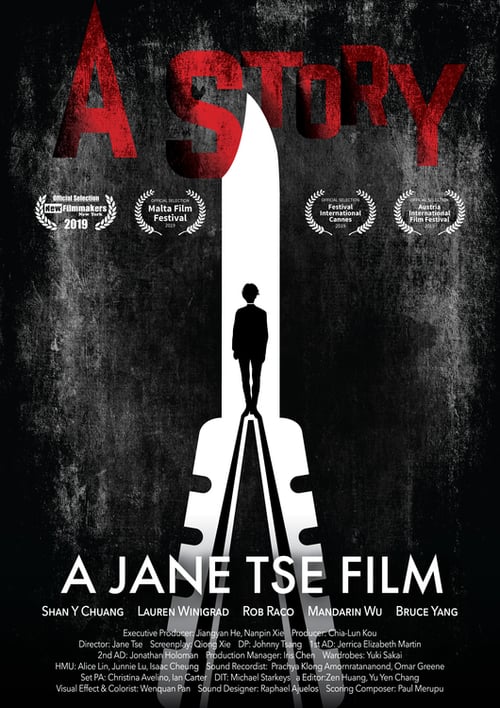 A STORY
Official Selection
New Filmmakers
New York
2019
OFFICIAL SELECTION
Malta Film
Festival
2019
OFFICIAL SELECTION
Festival
International
Cannes
2019
OFFICIAL SELECTION
Austria
International
Film Festival
A JANE TSE FILM
SHAN Y CHUANG LAUREN WINIGRAD ROB RACO MANDARIN WU BRUCE YANG
Executive Producer: Jiangyan He, Nanpin Xie Producer: Chia-Lun Kou
Director: Jane Tse Screenplay: Qiong Xie DP: Johnny Tsang 1st AD: Jerrica Elizabeth Martin
2nd AD: Jonathan Holoman Production Manager: Iris Chen Wardrobes: Yuki Sakai
HMU: Alice Lin, Junnie Lu, Isaac Cheung Sound Recordist: Prachya Klong Amornratananond, Omar Greene
Set PA: Christina Avelino, Ian Carter DIT: Michael Starkeys a Editor:Zen Huang, Yu Yen Chang
Visual Effect & Colorist: Wenquan Pan Sound Designer: Raphael Ajuelos Scoring Composer: Paul Merupu